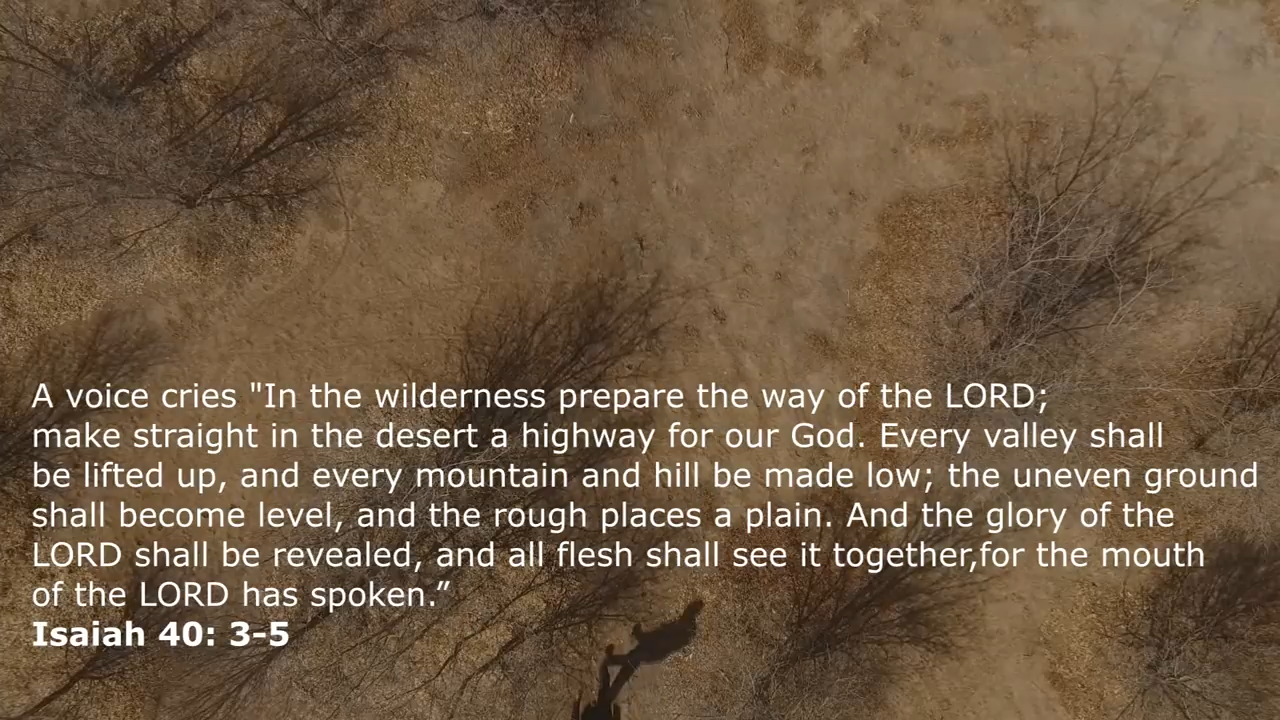 A voice cries "In the wilderness prepare the way of the LORD;
make straight in the desert a highway for our God. Every valley shall
be lifted up, and every mountain and hill be made low; the uneven ground
shall become level, and the rough places a plain. And the glory of the
LORD shall be revealed, and all flesh shall see it together,for the mouth
of the LORD has spoken.”
Isaiah 40: 3-5